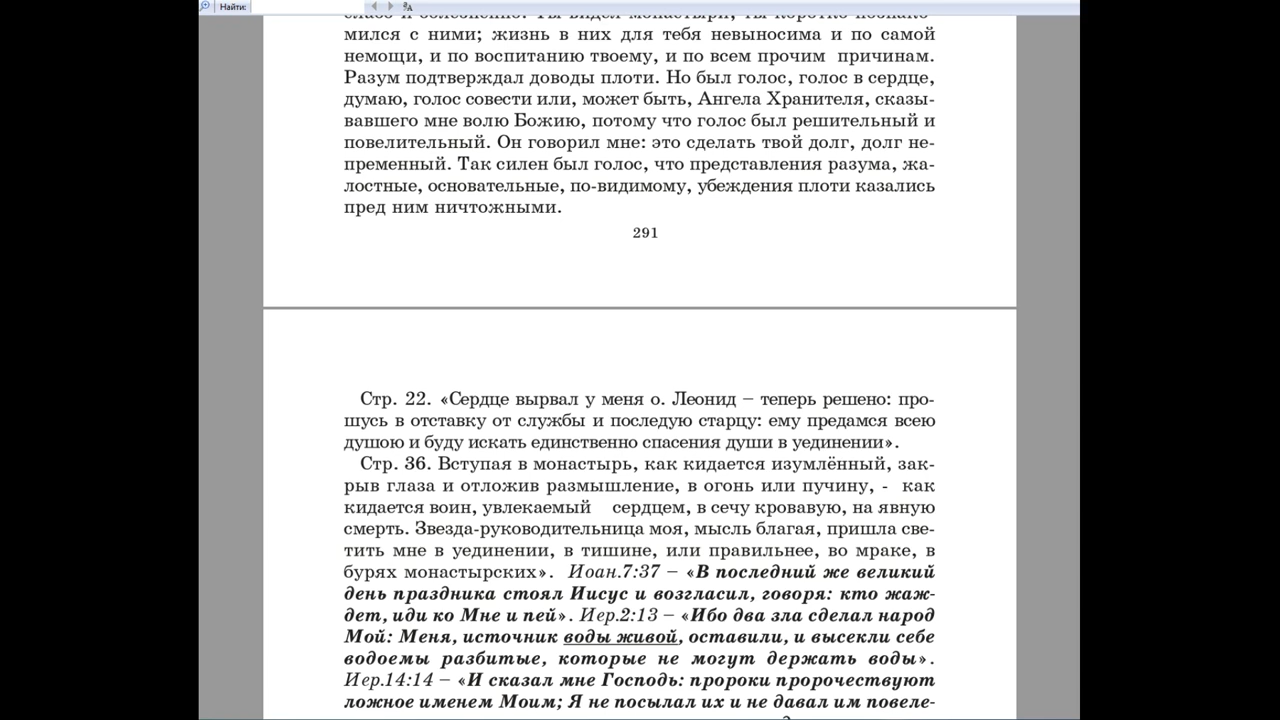 Найти:
слабо и болезненно. Ты видел монастыри, ты коротко познако-
мился с ними; жизнь в них для тебя невыносима и по самой
немощи, и по воспитанию твоему, и по всем прочим причинам.
Разум подтверждал доводы плоти. Но был голос, голос в сердце,
думаю, голос совести или, может быть, Ангела Хранителя, сказы-
вавшего мне волю Божию, потому что голос был решительный и
повелительный. Он говорил мне: это сделать твой долг, долг не-
пременный. Так силен был голос, что представления разума, жа-
лостные, основательные, по-видимому, убеждения плоти казались
пред ним ничтожными.
291
Стр. 22. «Сердце вырвал у меня о. Леонид – теперь решено: про-
шусь в отставку от службы и последую старцу: ему предамся всею
душою и буду искать единственно спасения души в уединении».
Стр. 36. Вступая в монастырь, как кидается изумлённый, зак-
рыв глаза и отложив размышление, в огонь или пучину, - как
кидается воин, увлекаемый сердцем, в сечу кровавую, на явную
смерть. Звезда-руководительница моя, мысль благая, пришла све-
тить мне в уединении, в тишине, или правильнее, во мраке, в
бурях монастырских». Иоан.7:37 – «В последний же великий
день праздника стоял Иисус и возгласил, говоря: кто жаж-
дет, иди ко Мне и пей». Иер.2:13 – «Ибо два зла сделал народ
Мой: Меня, источник воды живой, оставили, и высекли себе
водоемы разбитые, которые не могут держать воды».
Иер.14:14 – «И сказал мне Господь: пророки пророчествуют
ложное именем Моим; Я не посылал их и не давал им повеле-